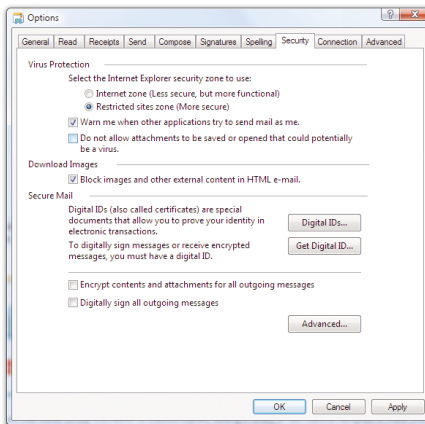 Options
General Read Receipts Send Compose Signatures Spelling Security Connection Advanced
Virus Protection
Select the Internet Explorer security zone to use:
Internet zone (Less secure, but more functional)
Restricted sites zone (More secure)
Warn me when other applications try to send mail as me.
Do not allow attachments to be saved or opened that could potentially
be a virus.
Download Images
Block images and other external content in HTML e-mail.
Secure Mail
Digital IDs (also called certificates) are special
documents that allow you to prove your identity in
electronic transactions.
Digital IDs...
To digitally sign messages or receive encrypted
messages, you must have a digital ID.
Get Digital ID...
Encrypt contents and attachments for all outgoing messages
Digitally sign all outgoing messages
Advanced...
OK Cancel Apply